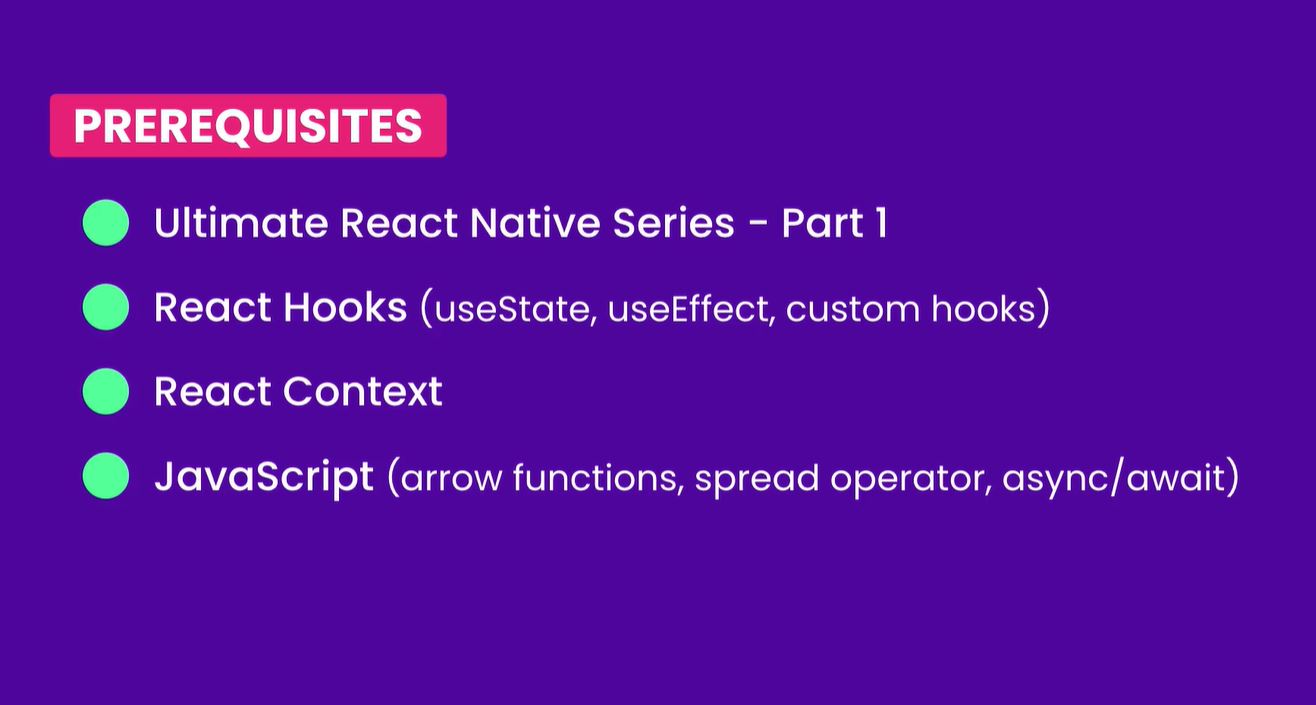 PREREQUISITES
Ultimate React Native Series - Part 1
React Hooks (useState, useEffect, custom hooks)
React Context
JavaScript (arrow functions, spread operator, async/await)